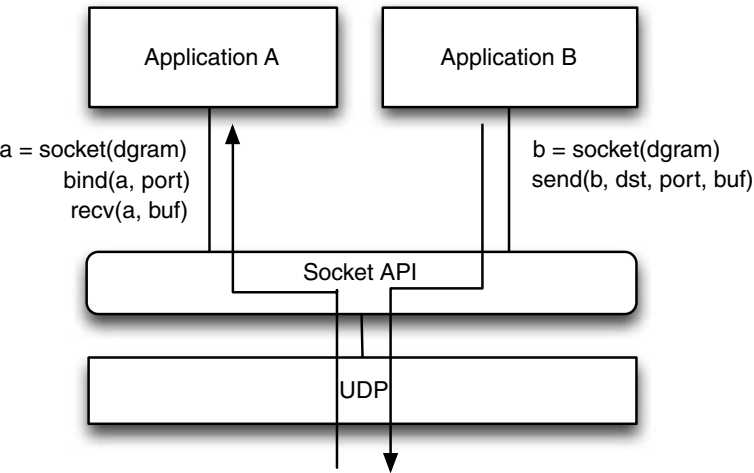 Application A
Application B
a = socket(dgram)
bind(a, port)
recv(a, buf)
b = socket(dgram)
send(b, dst, port, buf)
Socket API
UDP